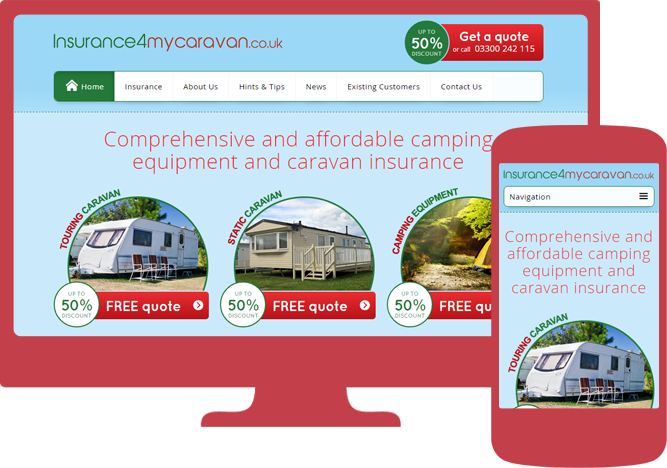 Insurance4mycaravan.co.uk
UP TO
50%
DISCOUNT
Get a quote
or call 03300 242 115
Home
Insurance
About Us
Hints & Tips
News
Existing Customers
Contact Us
Comprehensive and affordable camping
equipment and caravan insurance
TOURING CARAVAN
UP TO
50%
DISCOUNT
FREE quote
STATIC CARAVAN
UP TO
50%
DISCOUNT
FREE quote
CAMPING EQUIPMENT
UP TO
50%
DISCOUNT
FREE qu
Insurance4mycaravan.co.uk
Navigation
Comprehensive and
affordable camping
equipment and
caravan insurance
TOURING CARAVAN